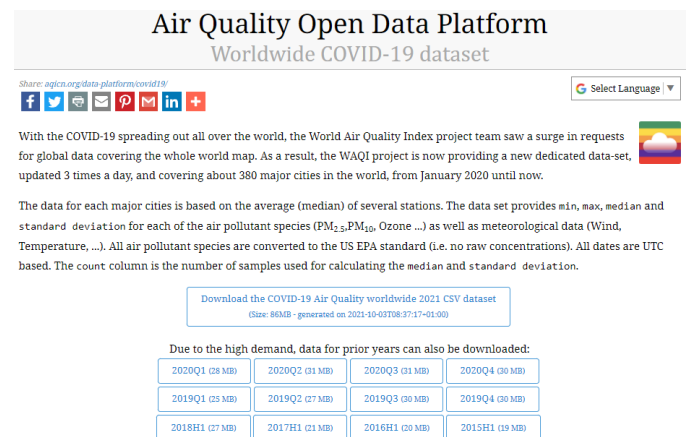 Air Quality Open Data Platform
Worldwide COVID-19 dataset
Share: aqicn.org/data-platform/covid19/
G Select Language ▼
With the COVID-19 spreading out all over the world, the World Air Quality Index project team saw a surge in requests
for global data covering the whole world map. As a result, the WAQI project is now providing a new dedicated data-set,
updated 3 times a day, and covering about 380 major cities in the world, from January 2020 until now.
The data for each major cities is based on the average (median) of several stations. The data set provides min, max, median and
standard deviation for each of the air pollutant species (PM2.5,PM10, Ozone ...) as well as meteorological data (Wind,
Temperature, ...). All air pollutant species are converted to the US EPA standard (i.e. no raw concentrations). All dates are UTC
based. The count column is the number of samples used for calculating the median and standard deviation.
Download the COVID-19 Air Quality worldwide 2021 CSV dataset
(Size: 86MB - generated on 2021-10-03T08:37:17+01:00)
Due to the high demand, data for prior years can also be downloaded:
2020Q1 (28 MB) 2020Q2 (31 MB) 2020Q3 (31 MB) 2020Q4 (30 MB)
2019Q1 (25 MB) 2019Q2 (27 MB) 2019Q3 (30 MB) 2019Q4 (30 MB)
2018H1 (27 MB) 2017H1 (21 MB) 2016H1 (20 MB) 2015H1 (19 MB)